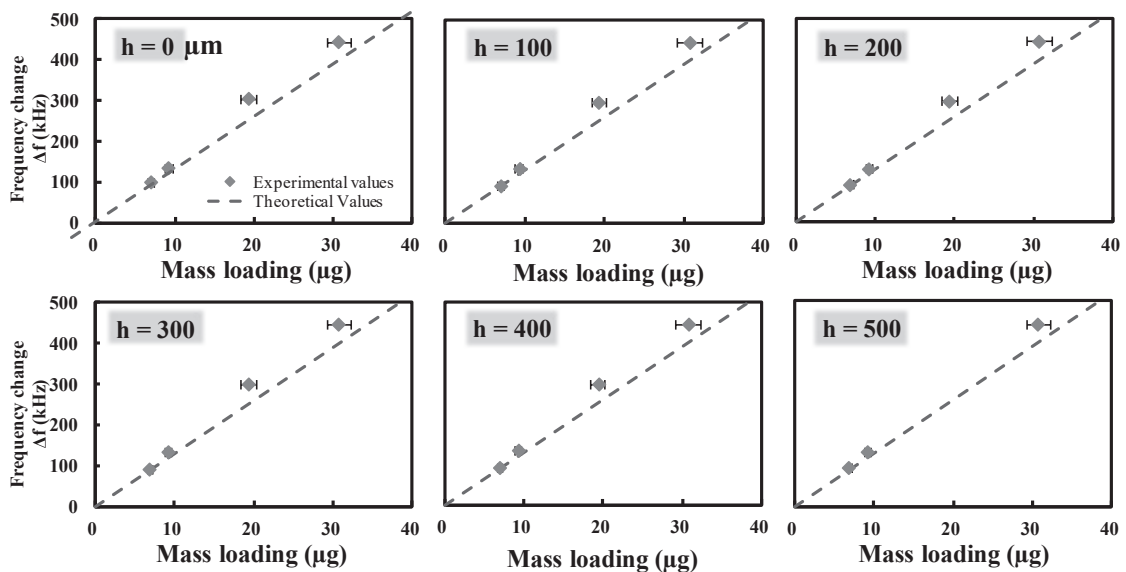 500
400
300
200
100
0
Frequency change
Δf (kHz)
h = 0 µm
Experimental values
Theoretical Values
0 10 20 30 40
Mass loading (µg)
h = 100
0 10 20 30 40
Mass loading (µg)
h = 200
0 10 20 30 40
Mass loading (µg)
500
400
300
200
100
0
Frequency change
Δf (kHz)
h = 300
0 10 20 30 40
Mass loading (µg)
h = 400
0 10 20 30 40
Mass loading (µg)
h = 500
0 10 20 30 40
Mass loading (µg)